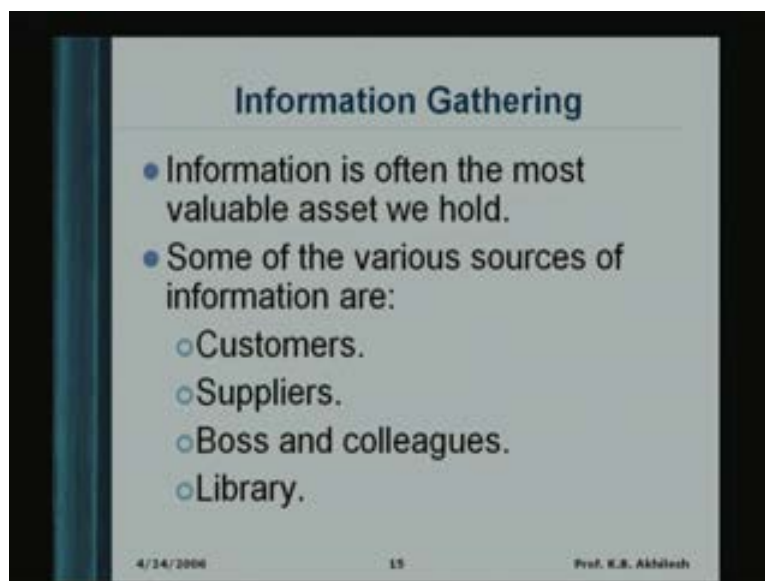 Information Gathering
Information is often the most
valuable asset we hold.
Some of the various sources of
information are:
Customers.
Suppliers.
Boss and colleagues.
Library.
4/24/2006 15 Prof. K.B. Akhilesh